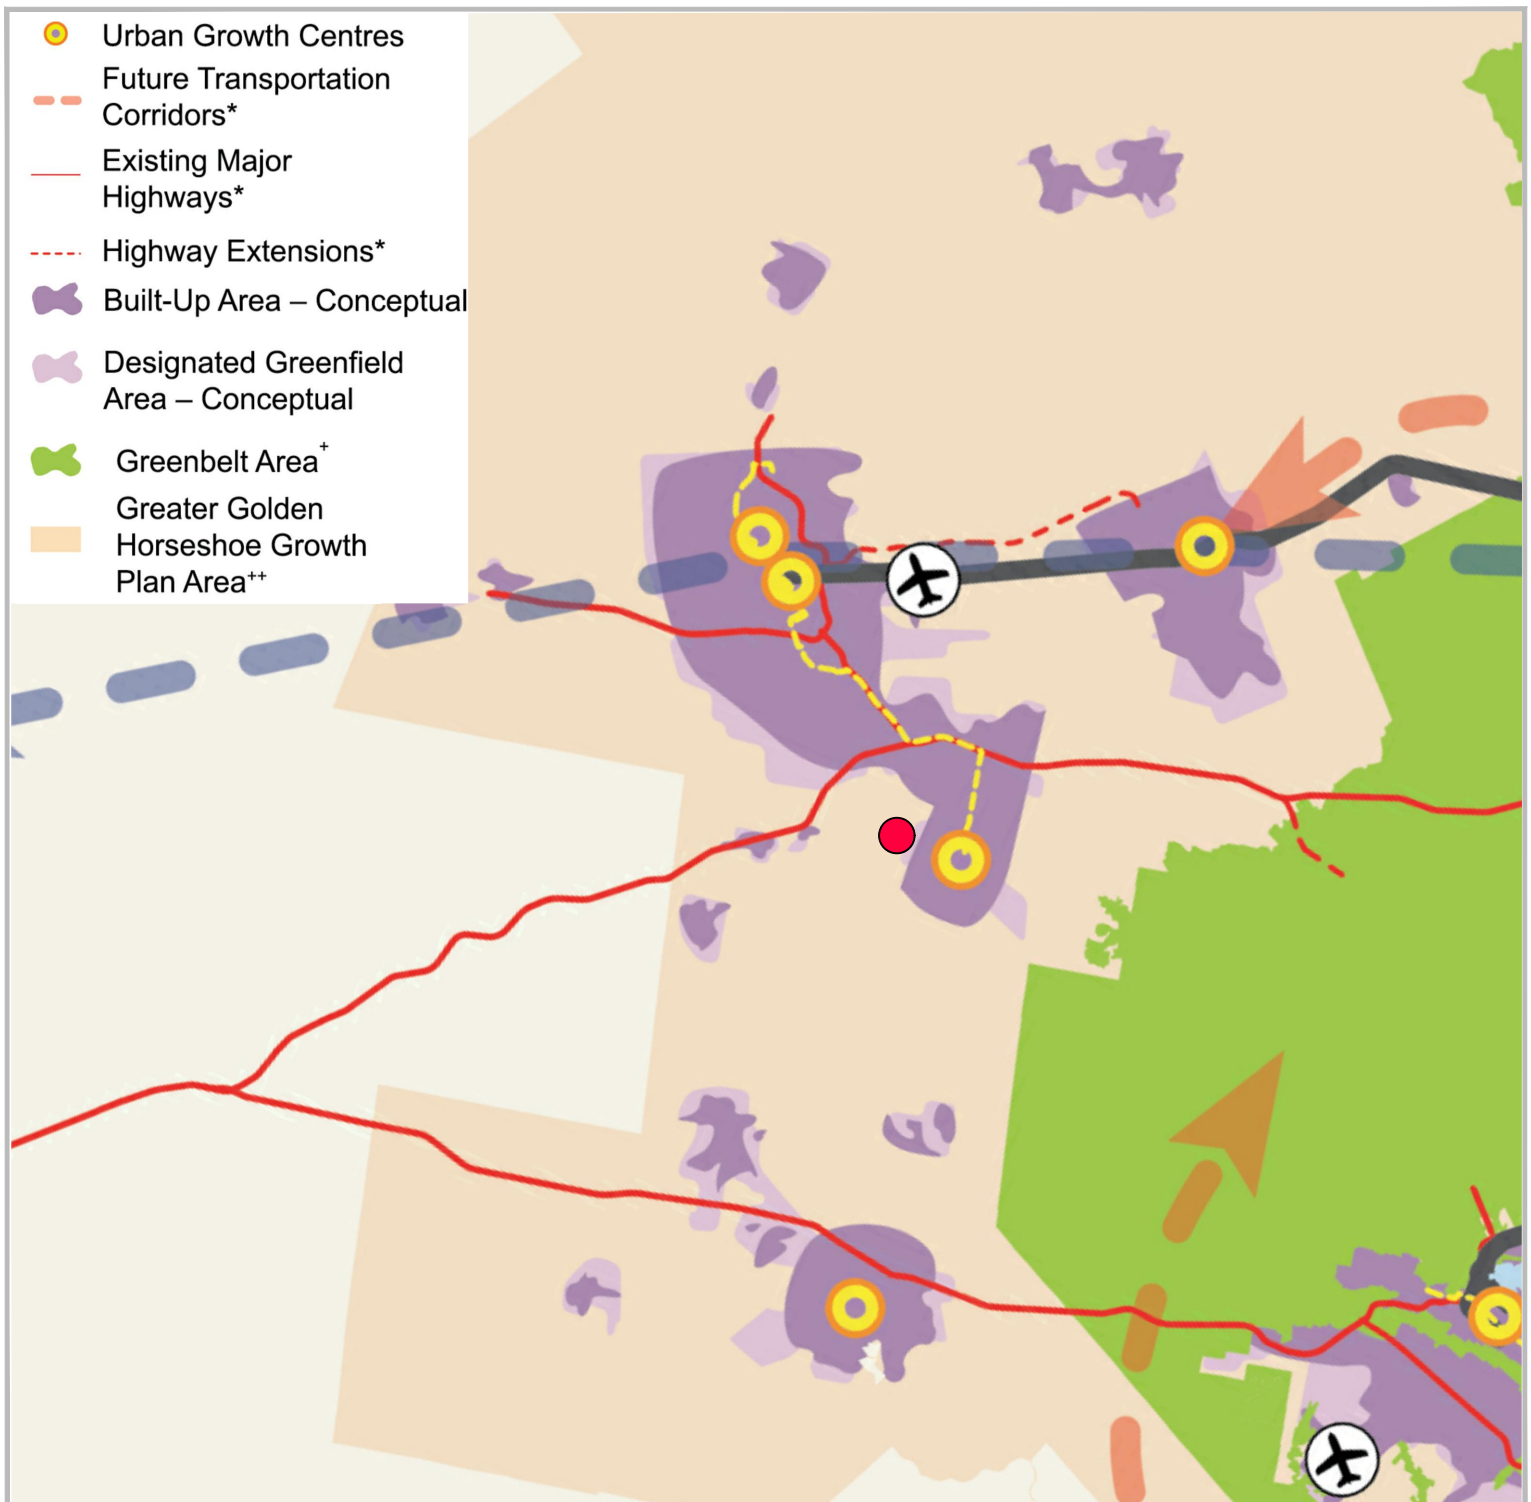 Urban Growth Centres
Future Transportation
Corridors*
Existing Major
Highways*
Highway Extensions*
Built-Up Area – Conceptual
Designated Greenfield
Area – Conceptual
Greenbelt Area+
Greater Golden
Horseshoe Growth
Plan Area++